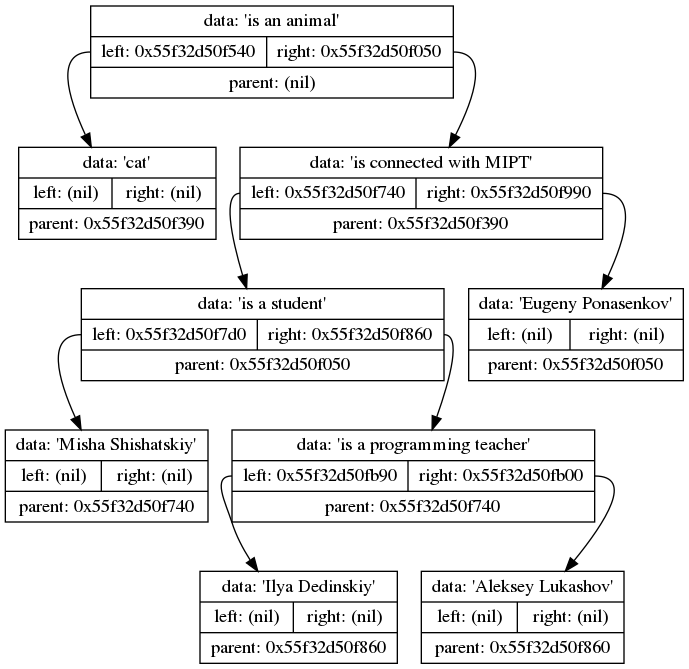 data: 'is an animal'
left: 0x55f32d50f540 right: 0x55f32d50f050
parent: (nil)
data: 'cat'
left: (nil) right: (nil)
parent: 0x55f32d50f390
data: 'is connected with MIPT'
left: 0x55f32d50f740 right: 0x55f32d50f990
parent: 0x55f32d50f390
data: 'is a student'
left: 0x55f32d50f7d0 right: 0x55f32d50f860
parent: 0x55f32d50f050
data: 'Eugeny Ponasenkov'
left: (nil) right: (nil)
parent: 0x55f32d50f050
data: 'Misha Shishatskiy'
left: (nil) right: (nil)
parent: 0x55f32d50f740
data: 'is a programming teacher'
left: 0x55f32d50fb90 right: 0x55f32d50fb00
parent: 0x55f32d50f740
data: 'Ilya Dedinskiy'
left: (nil) right: (nil)
parent: 0x55f32d50f860
data: 'Aleksey Lukashov'
left: (nil) right: (nil)
parent: 0x55f32d50f860